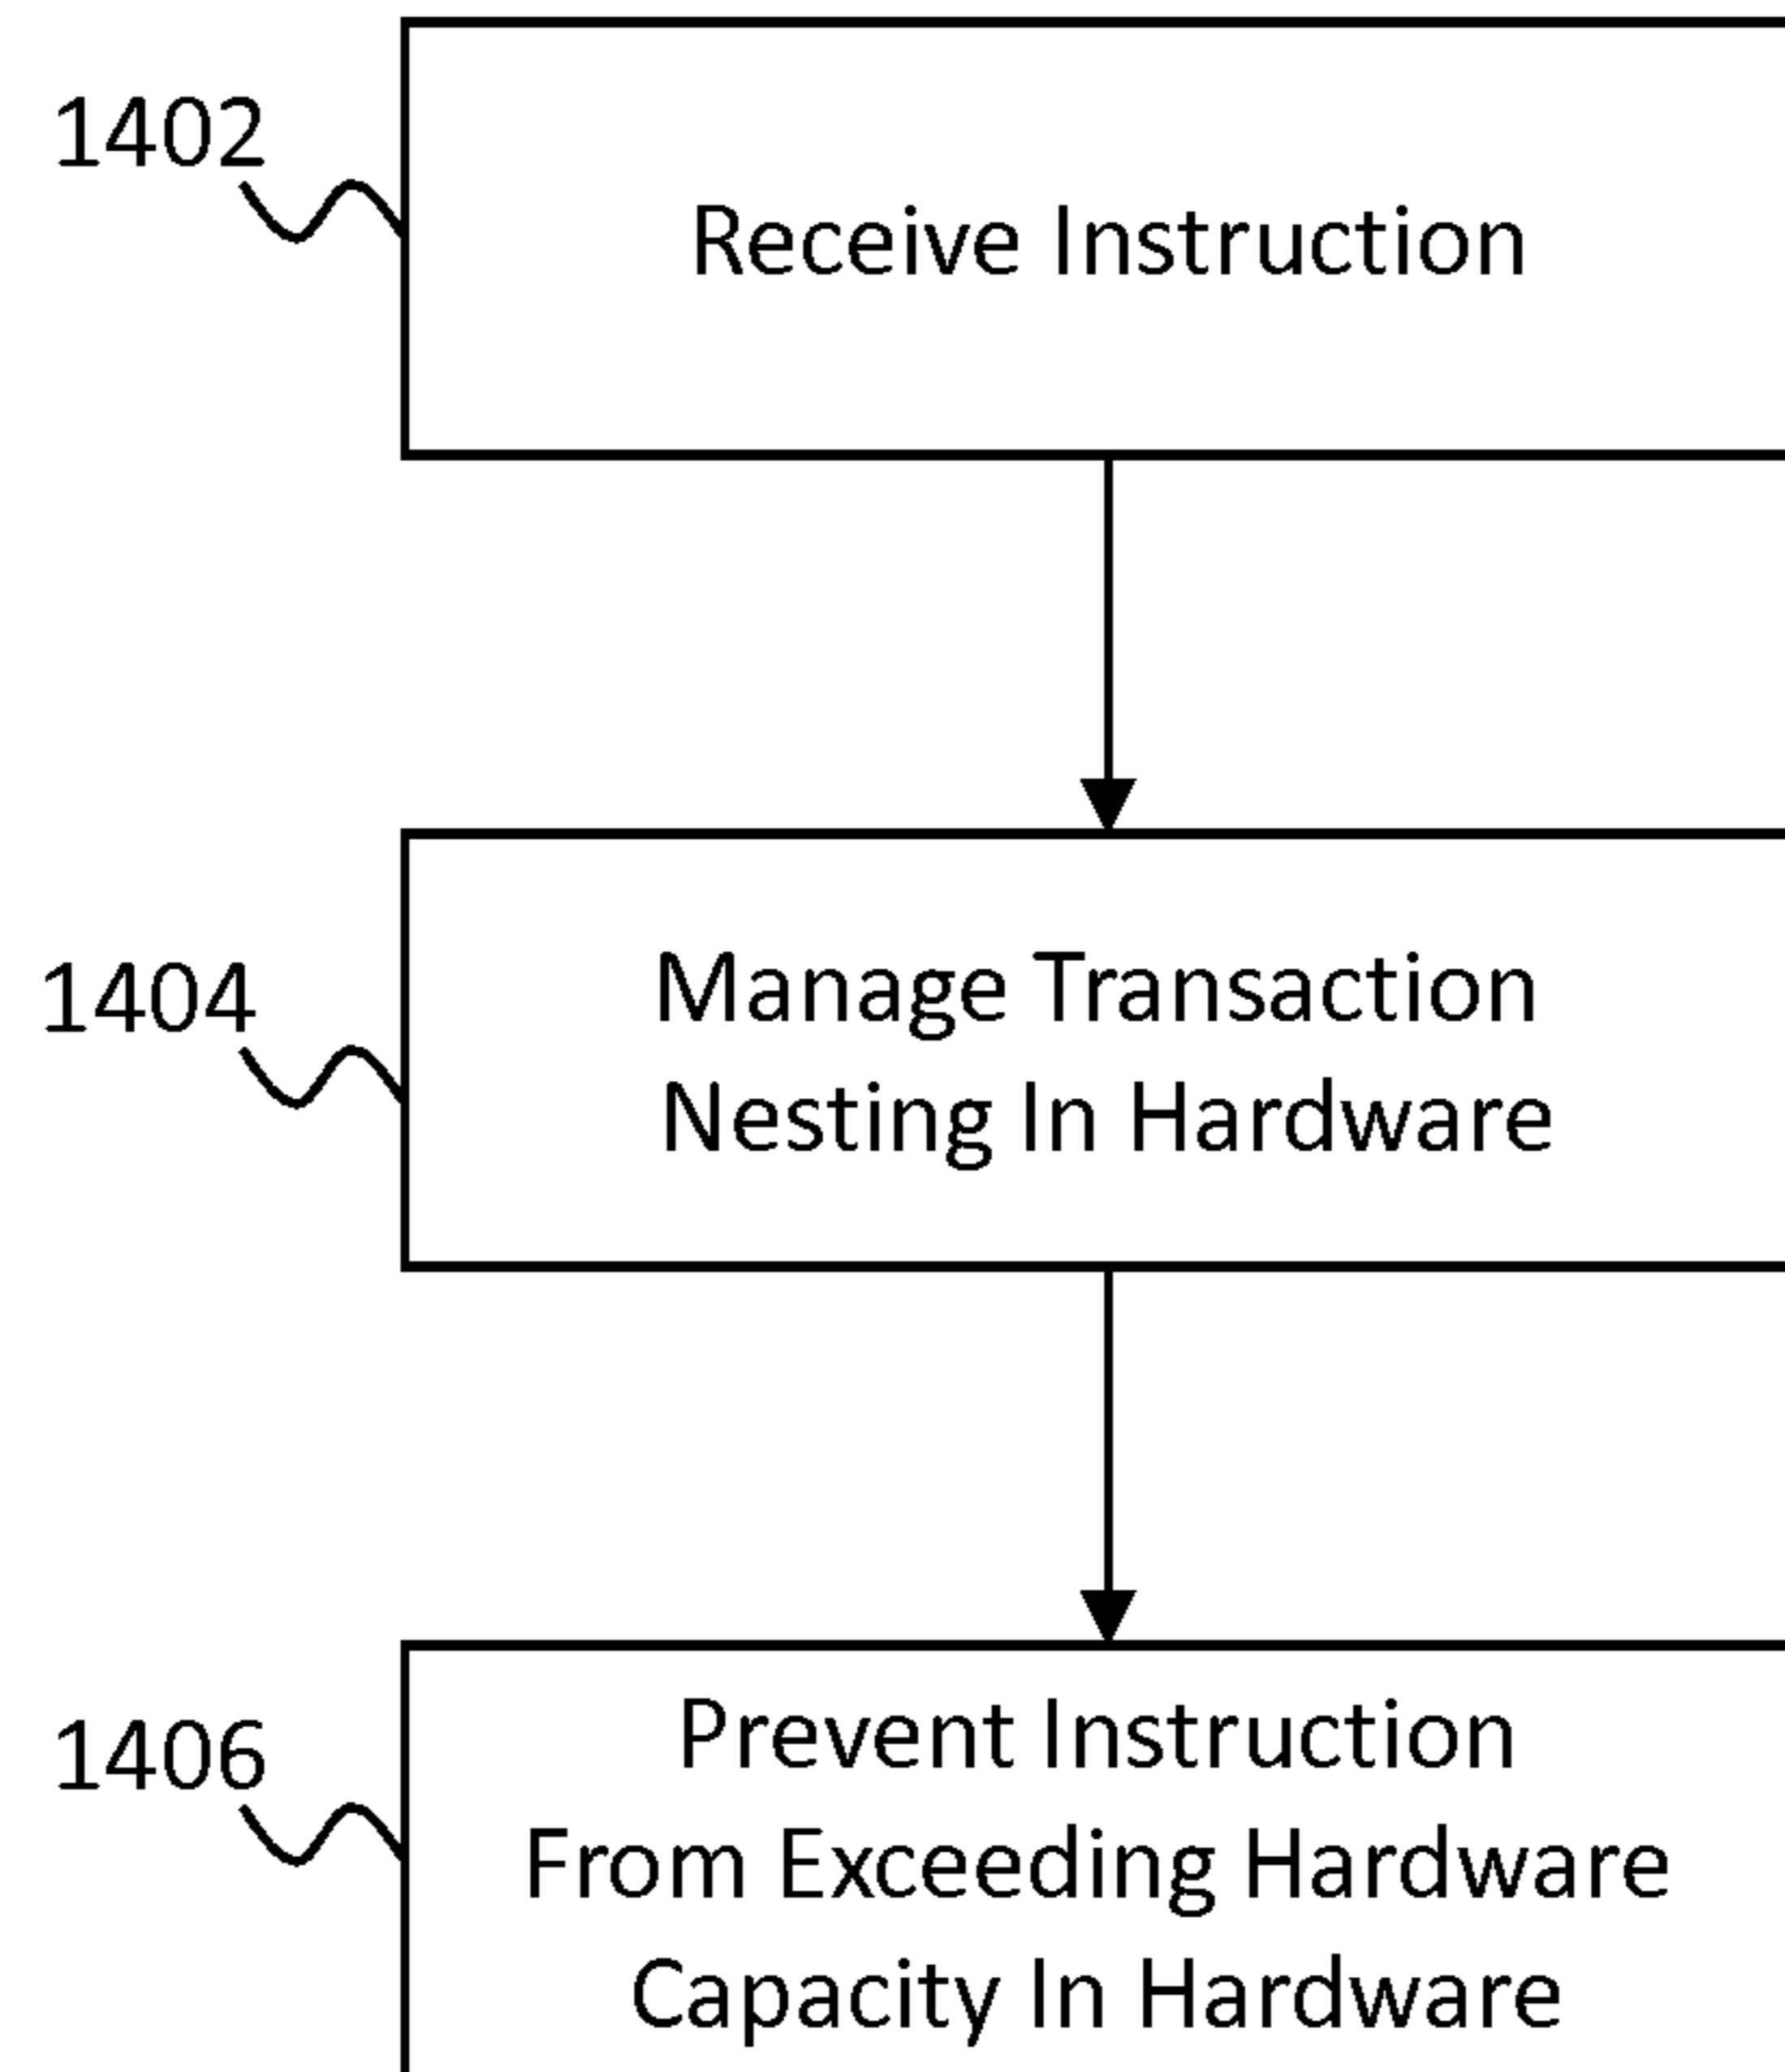 1402
Receive Instruction
1404
Manage Transaction
Nesting In Hardware
1406
Prevent Instruction
From Exceeding Hardware
Capacity In Hardware